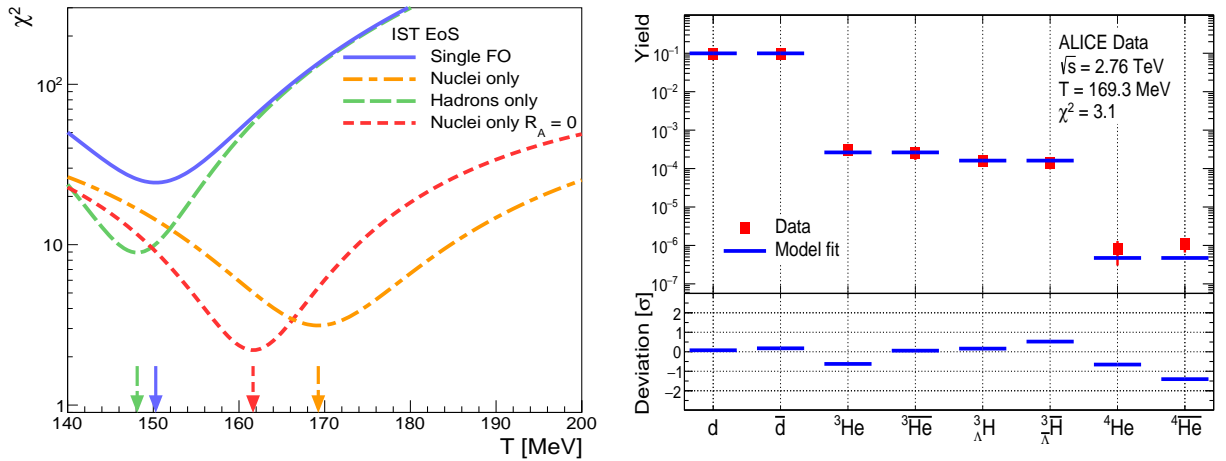 χ²
10²
10
1
140 150 160 170 180 190 200
T [MeV]
IST EoS
Single FO
Nuclei only
Hadrons only
Nuclei only R_A = 0
Yield
10⁻¹
10⁻²
10⁻³
10⁻⁴
10⁻⁵
10⁻⁶
10⁻⁷
ALICE Data
√s = 2.76 TeV
T = 169.3 MeV
χ² = 3.1
Data
Model fit
Deviation [σ]
2
1
0
−1
−2
d d̅ ³He ³H̅e̅ ³_ΛH ³_Λ̅H̅ ⁴He ⁴H̅e̅